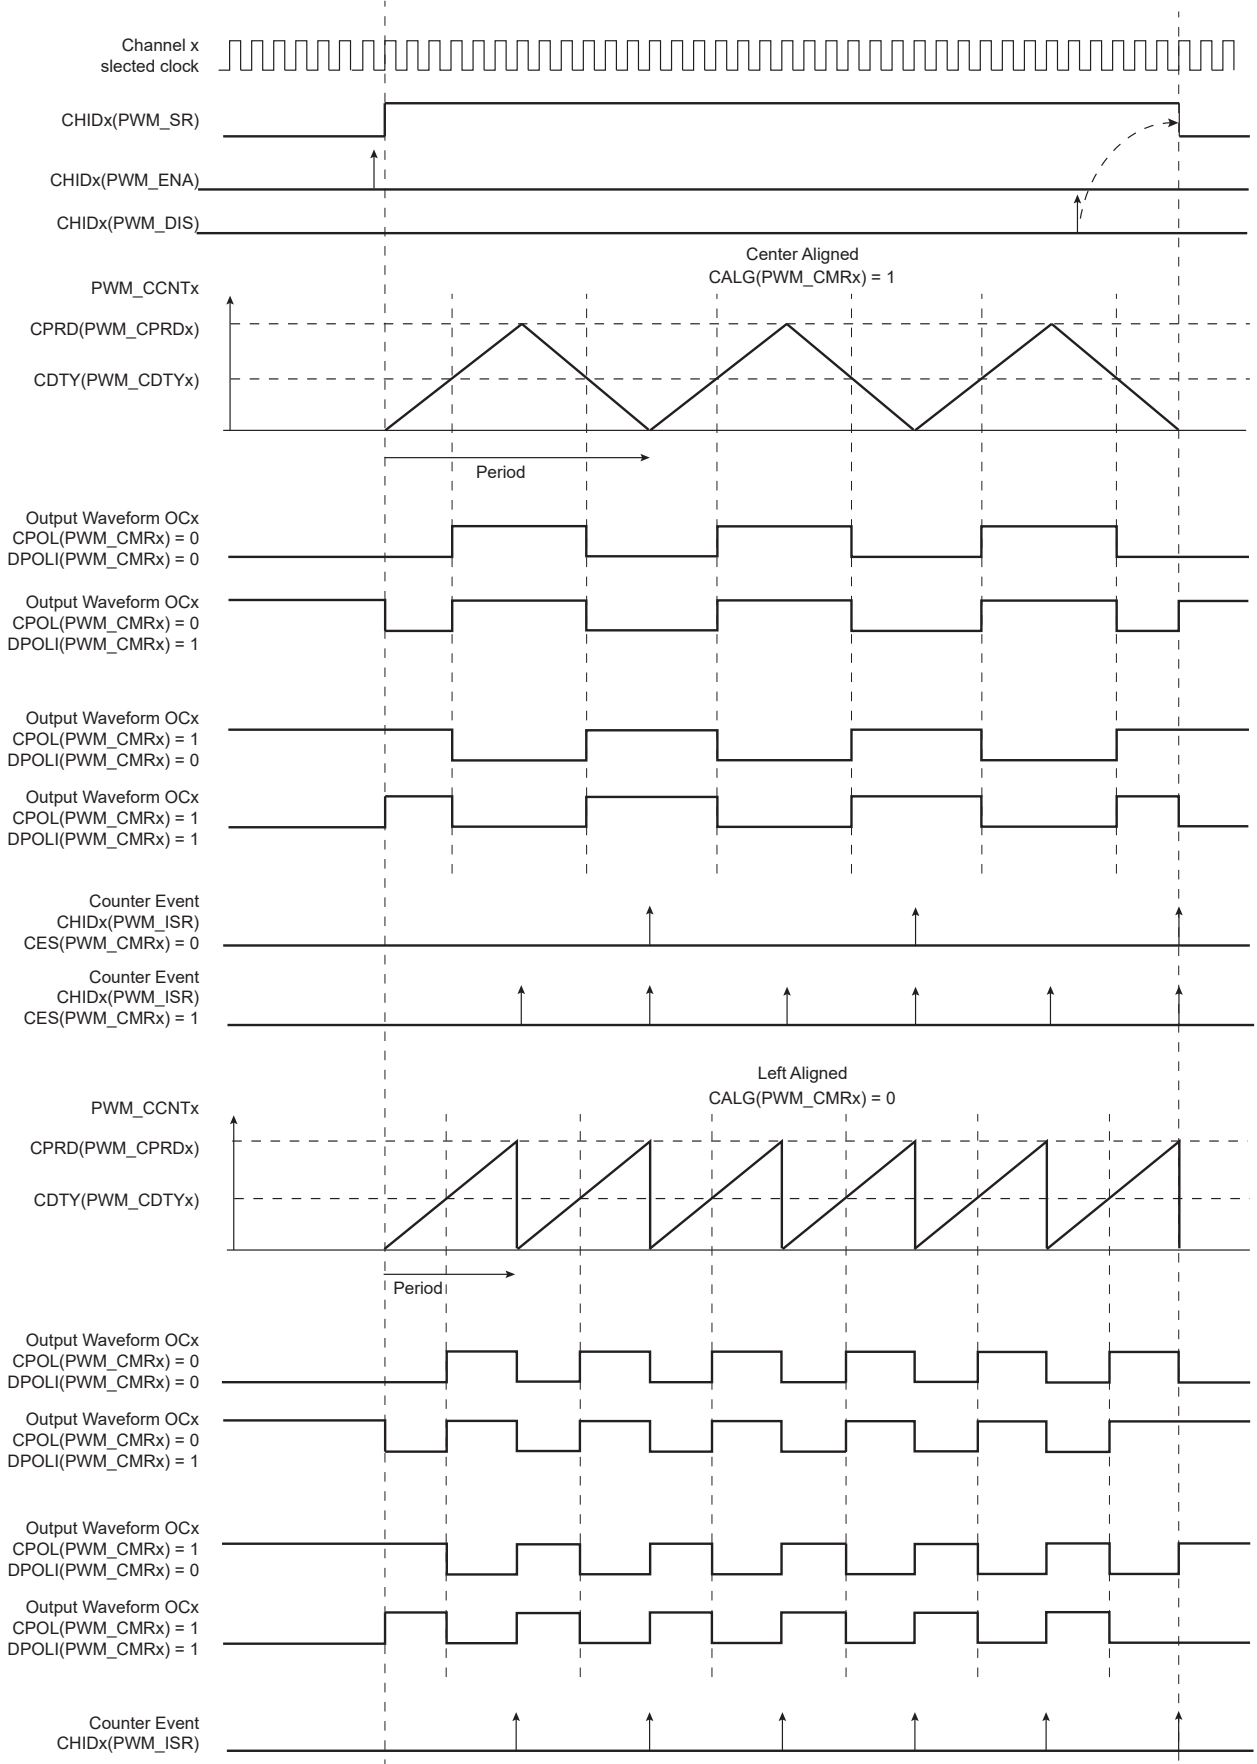 Channel x
slected clock
CHIDx(PWM_SR)
CHIDx(PWM_ENA)
CHIDx(PWM_DIS)
Center Aligned
CALG(PWM_CMRx) = 1
PWM_CCNTx
CPRD(PWM_CPRDx)
CDTY(PWM_CDTYx)
Period
Output Waveform OCx
CPOL(PWM_CMRx) = 0
DPOLI(PWM_CMRx) = 0
Output Waveform OCx
CPOL(PWM_CMRx) = 0
DPOLI(PWM_CMRx) = 1
Output Waveform OCx
CPOL(PWM_CMRx) = 1
DPOLI(PWM_CMRx) = 0
Output Waveform OCx
CPOL(PWM_CMRx) = 1
DPOLI(PWM_CMRx) = 1
Counter Event
CHIDx(PWM_ISR)
CES(PWM_CMRx) = 0
Counter Event
CHIDx(PWM_ISR)
CES(PWM_CMRx) = 1
Left Aligned
CALG(PWM_CMRx) = 0
PWM_CCNTx
CPRD(PWM_CPRDx)
CDTY(PWM_CDTYx)
Period
Output Waveform OCx
CPOL(PWM_CMRx) = 0
DPOLI(PWM_CMRx) = 0
Output Waveform OCx
CPOL(PWM_CMRx) = 0
DPOLI(PWM_CMRx) = 1
Output Waveform OCx
CPOL(PWM_CMRx) = 1
DPOLI(PWM_CMRx) = 0
Output Waveform OCx
CPOL(PWM_CMRx) = 1
DPOLI(PWM_CMRx) = 1
Counter Event
CHIDx(PWM_ISR)